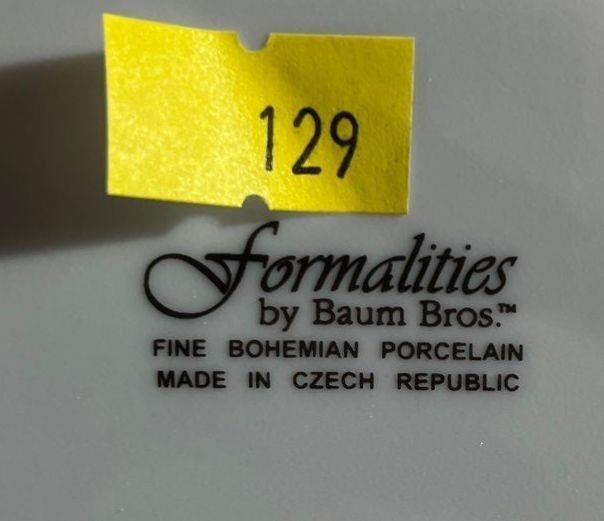 129
Formalities
by Baum Bros.™
FINE BOHEMIAN PORCELAIN
MADE IN CZECH REPUBLIC